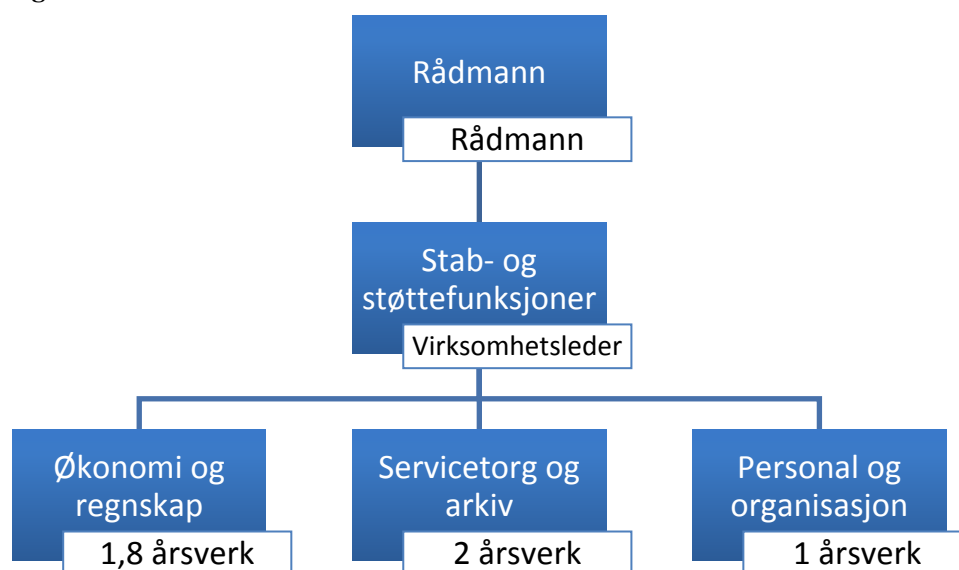 Rådmann
Rådmann
Stab- og
støttefunksjoner
Virksomhetsleder
Økonomi og
regnskap
1,8 årsverk
Servicetorg og
arkiv
2 årsverk
Personal og
organisasjon
1 årsverk